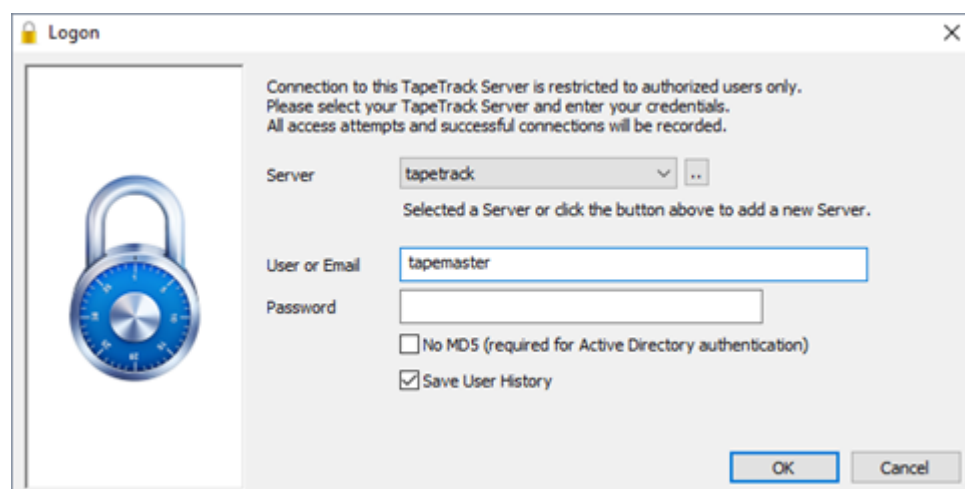 Logon
Connection to this TapeTrack Server is restricted to authorized users only.
Please select your TapeTrack Server and enter your credentials.
All access attempts and successful connections will be recorded.
Server tapetrack ..
Selected a Server or click the button above to add a new Server.
User or Email tapemaster
Password
No MD5 (required for Active Directory authentication)
Save User History
OK Cancel